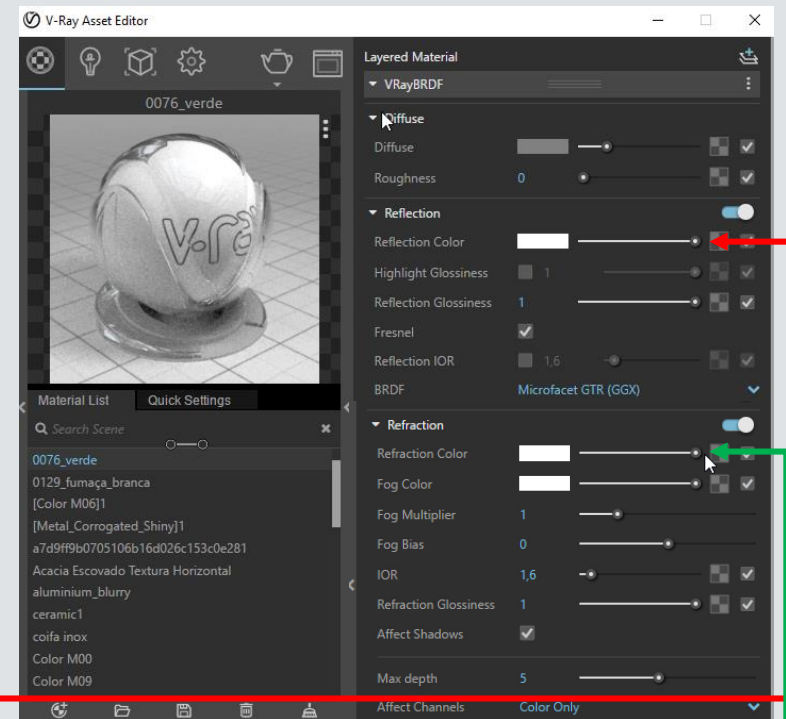 V-Ray Asset Editor
0076_verde
v-ray
Material List Quick Settings
Search Scene
0076_verde
0129_fumaça_branca
[Color M06]1
[Metal_Corrogated_Shiny]1
a7d9ff9b0705106b16d026c153c0e281
Acacia Escovado Textura Horizontal
aluminium_blurry
ceramic1
coifa inox
Color M00
Color M09
Layered Material
VRayBRDF
Diffuse
Diffuse
Roughness 0
Reflection
Reflection Color
Highlight Glossiness 1
Reflection Glossiness 1
Fresnel
Reflection IOR 1,6
BRDF Microfacet GTR (GGX)
Refraction
Refraction Color
Fog Color
Fog Multiplier 1
Fog Bias 0
IOR 1,6
Refraction Glossiness 1
Affect Shadows
Max depth 5
Affect Channels Color Only